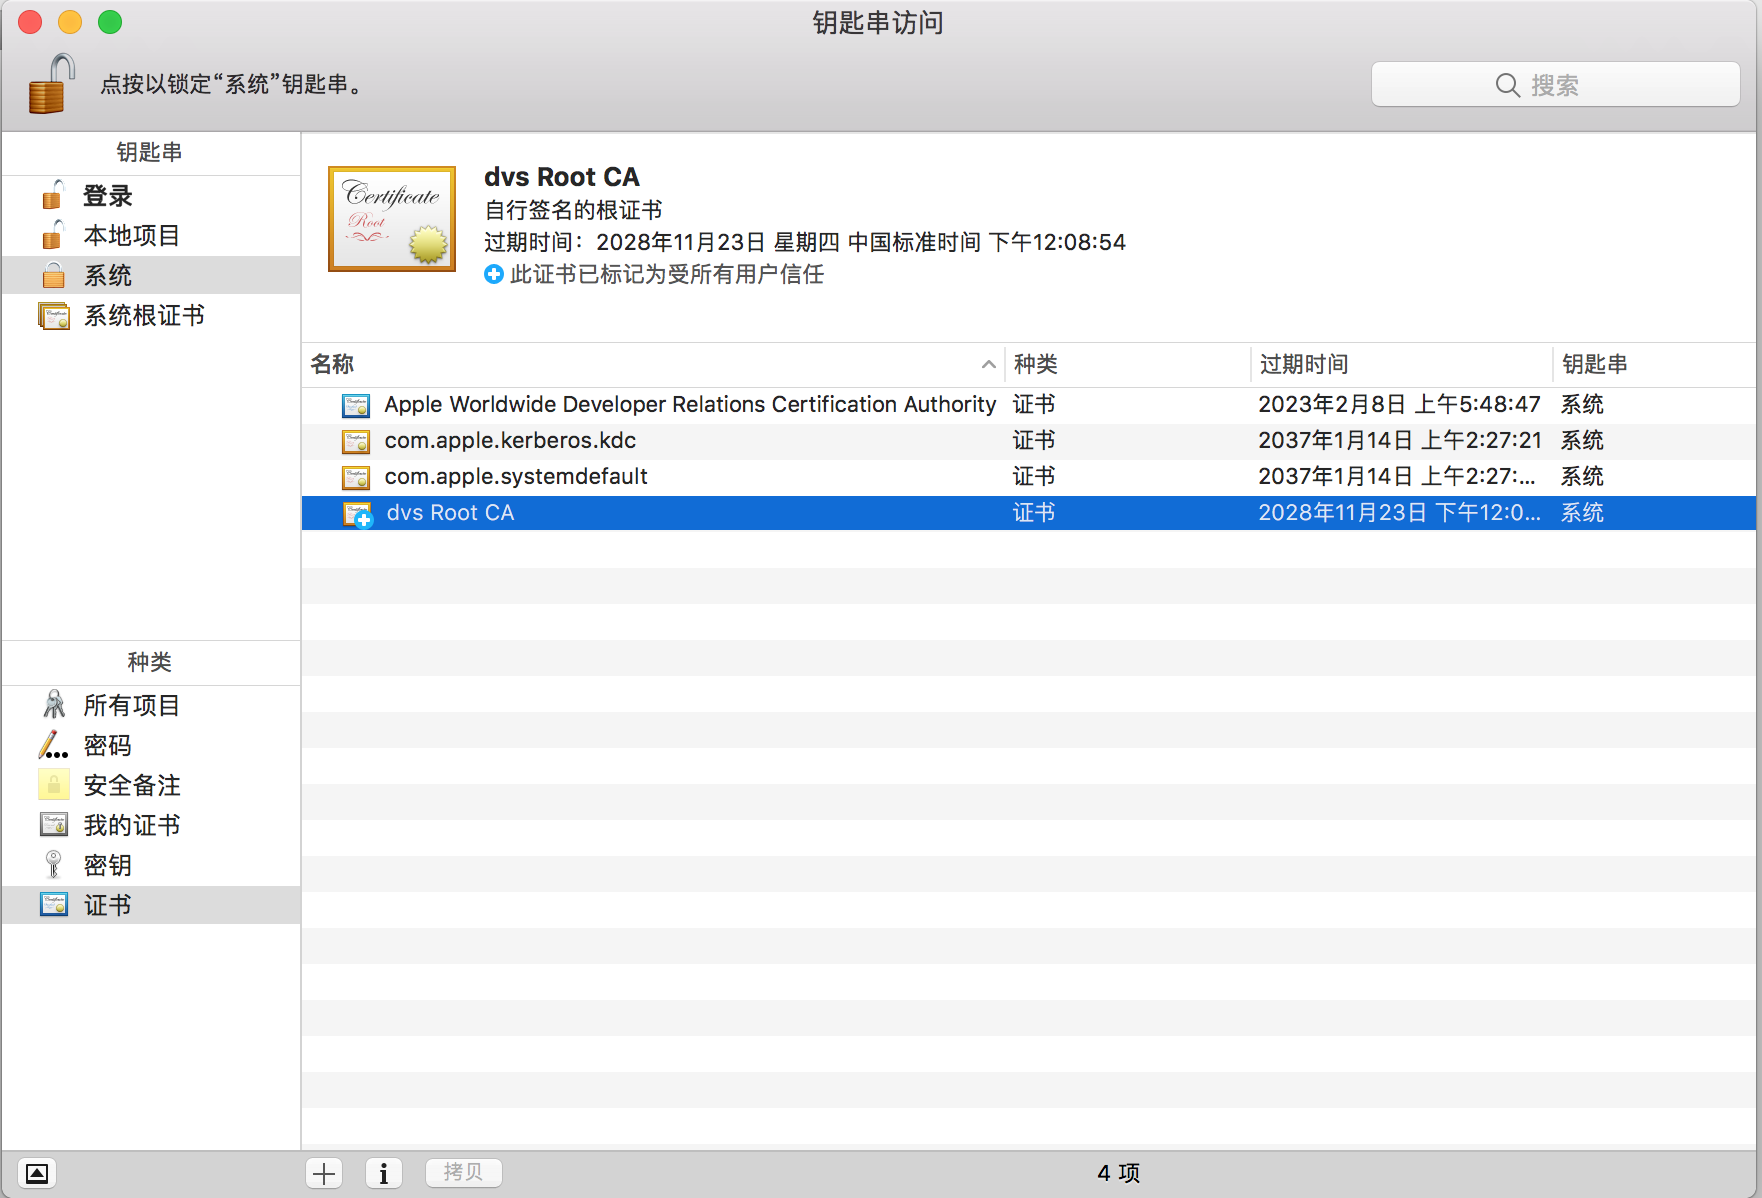 钥匙串访问
点按以锁定“系统”钥匙串。
搜索
钥匙串
登录
本地项目
系统
系统根证书
种类
所有项目
密码
安全备注
我的证书
密钥
证书
Certificate
Root
dvs Root CA
自行签名的根证书
过期时间：2028年11月23日 星期四 中国标准时间 下午12:08:54
此证书已标记为受所有用户信任
名称 种类 过期时间 钥匙串
Apple Worldwide Developer Relations Certification Authority 证书 2023年2月8日 上午5:48:47 系统
com.apple.kerberos.kdc 证书 2037年1月14日 上午2:27:21 系统
com.apple.systemdefault 证书 2037年1月14日 上午2:27:... 系统
dvs Root CA 证书 2028年11月23日 下午12:0... 系统
拷贝
4 项